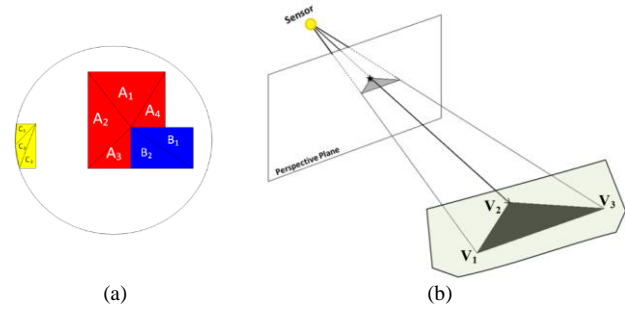 Sensor
A1
A2
A4
A3
B1
B2
C1
C2
C3
Perspective Plane
V2
V3
V1
(a)
(b)